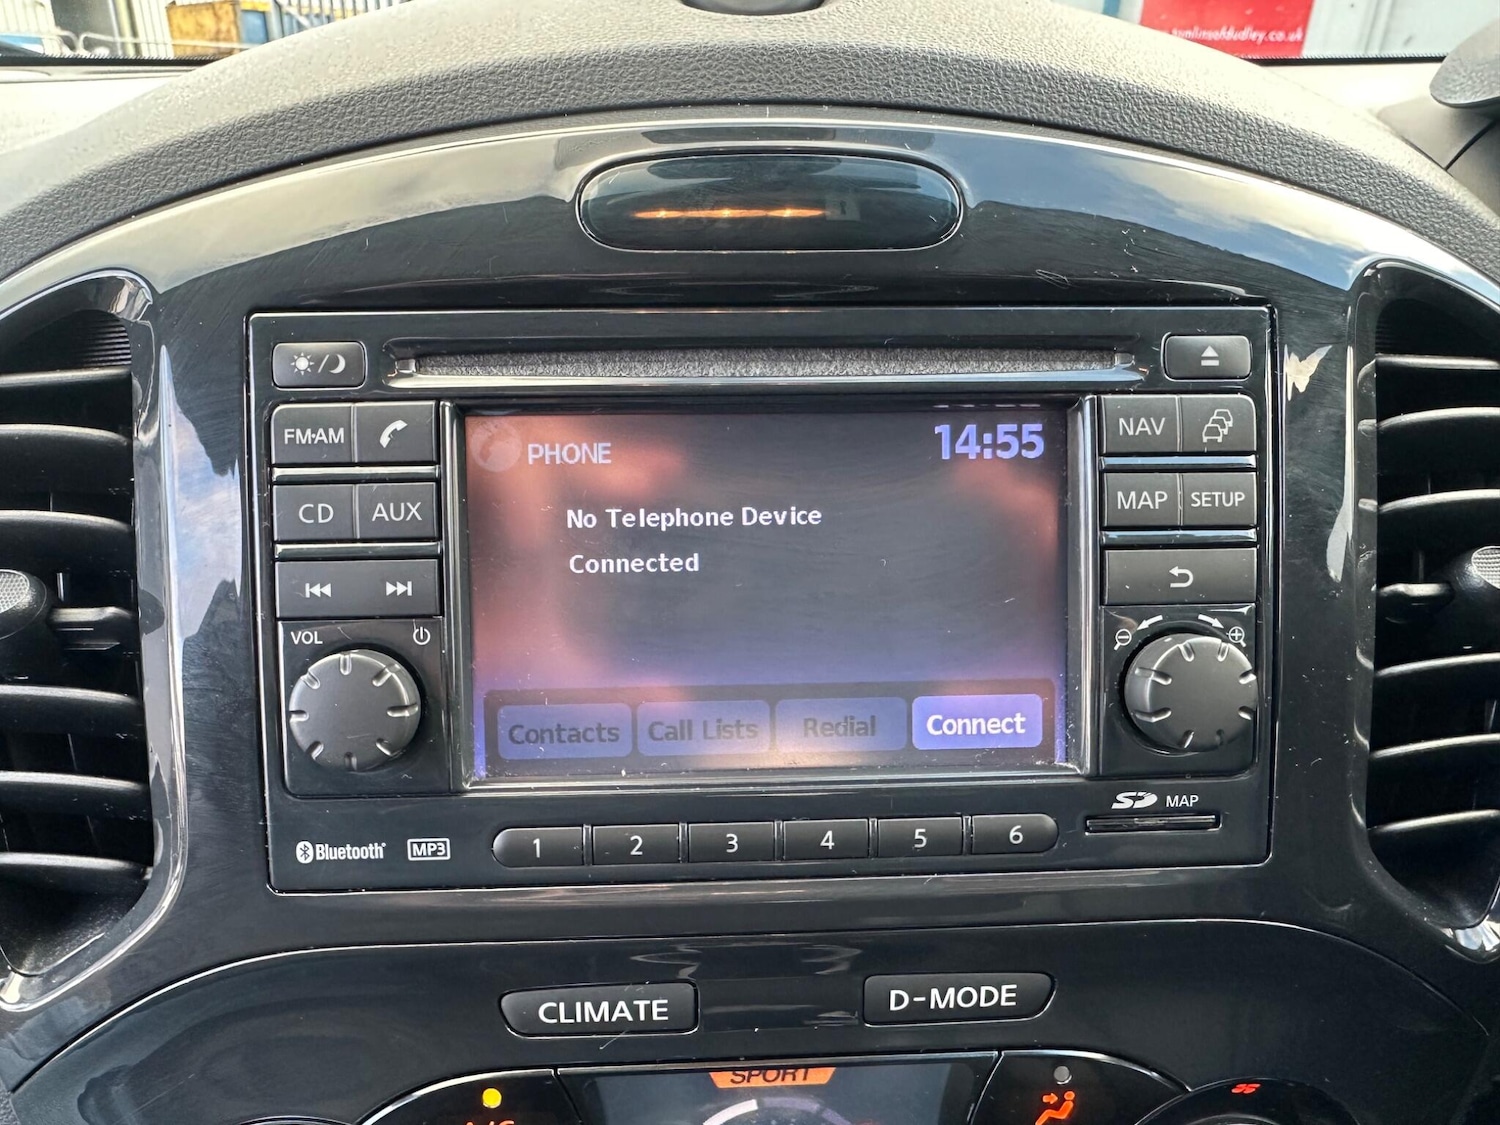 PHONE
14:55
No Telephone Device
Connected
Contacts
Call Lists
Redial
Connect
FM·AM
CD
AUX
VOL
NAV
MAP
SETUP
Bluetooth
MP3
1
2
3
4
5
6
SD MAP
CLIMATE
D-MODE
SPORT